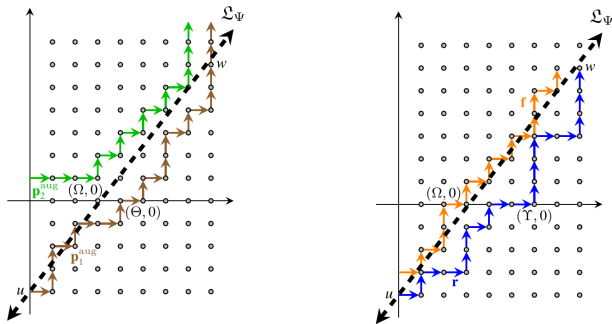 𝔏_Ψ
w
p₂^aug
(Ω, 0)
(Θ, 0)
p₁^aug
u
𝔏_Ψ
w
f
(Ω, 0)
(Υ, 0)
r
u